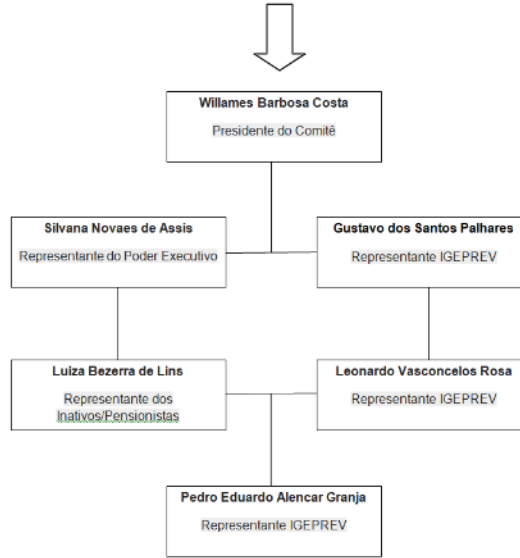 Willames Barbosa Costa
Presidente do Comitê
Silvana Novaes de Assis
Representante do Poder Executivo
Gustavo dos Santos Palhares
Representante IGEPREV
Luiza Bezerra de Lins
Representante dos
Inativos/Pensionistas
Leonardo Vasconcelos Rosa
Representante IGEPREV
Pedro Eduardo Alencar Granja
Representante IGEPREV